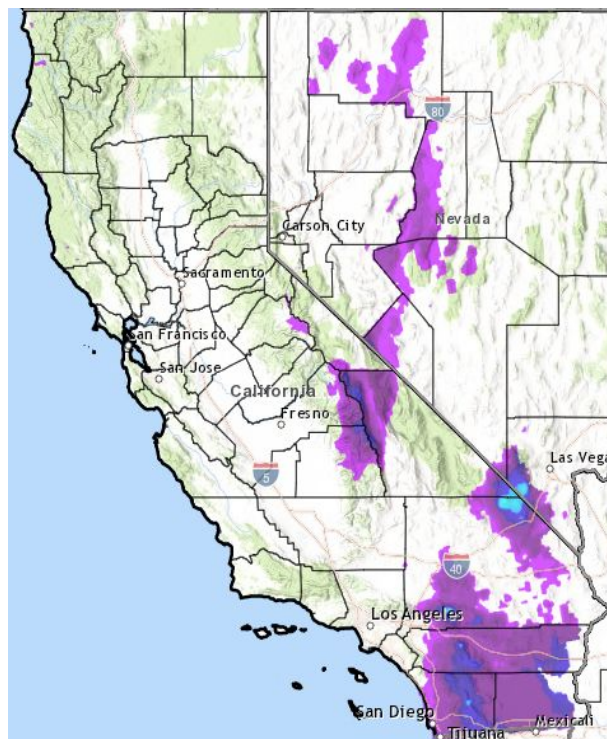 80
Nevada
Carson City
Sacramento
San Francisco
San Jose
California
Fresno
Las Vega
5
40
Los Angeles
San Diego
Mexicali
Tijuana